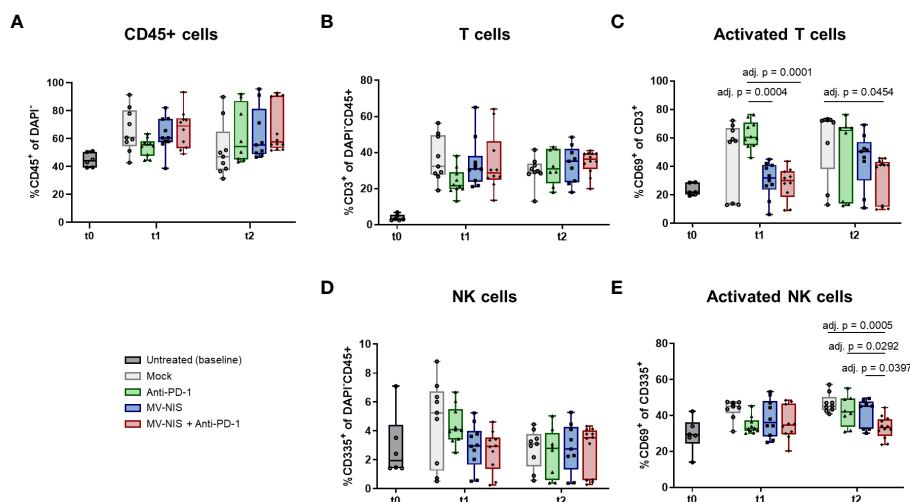 A
CD45+ cells
%CD45⁺ of DAPI⁻
100
80
60
40
20
0
t0
t1
t2
B
T cells
%CD3⁺ of DAPI⁻CD45+
80
60
40
20
0
t0
t1
t2
C
Activated T cells
adj. p = 0.0001
adj. p = 0.0004
adj. p = 0.0454
%CD69⁺ of CD3⁺
100
80
60
40
20
0
t0
t1
t2
Untreated (baseline)
Mock
Anti-PD-1
MV-NIS
MV-NIS + Anti-PD-1
D
NK cells
%CD335⁺ of DAPI⁻CD45+
10
8
6
4
2
0
t0
t1
t2
E
Activated NK cells
adj. p = 0.0005
adj. p = 0.0292
adj. p = 0.0397
%CD69⁺ of CD335⁺
100
80
60
40
20
0
t0
t1
t2